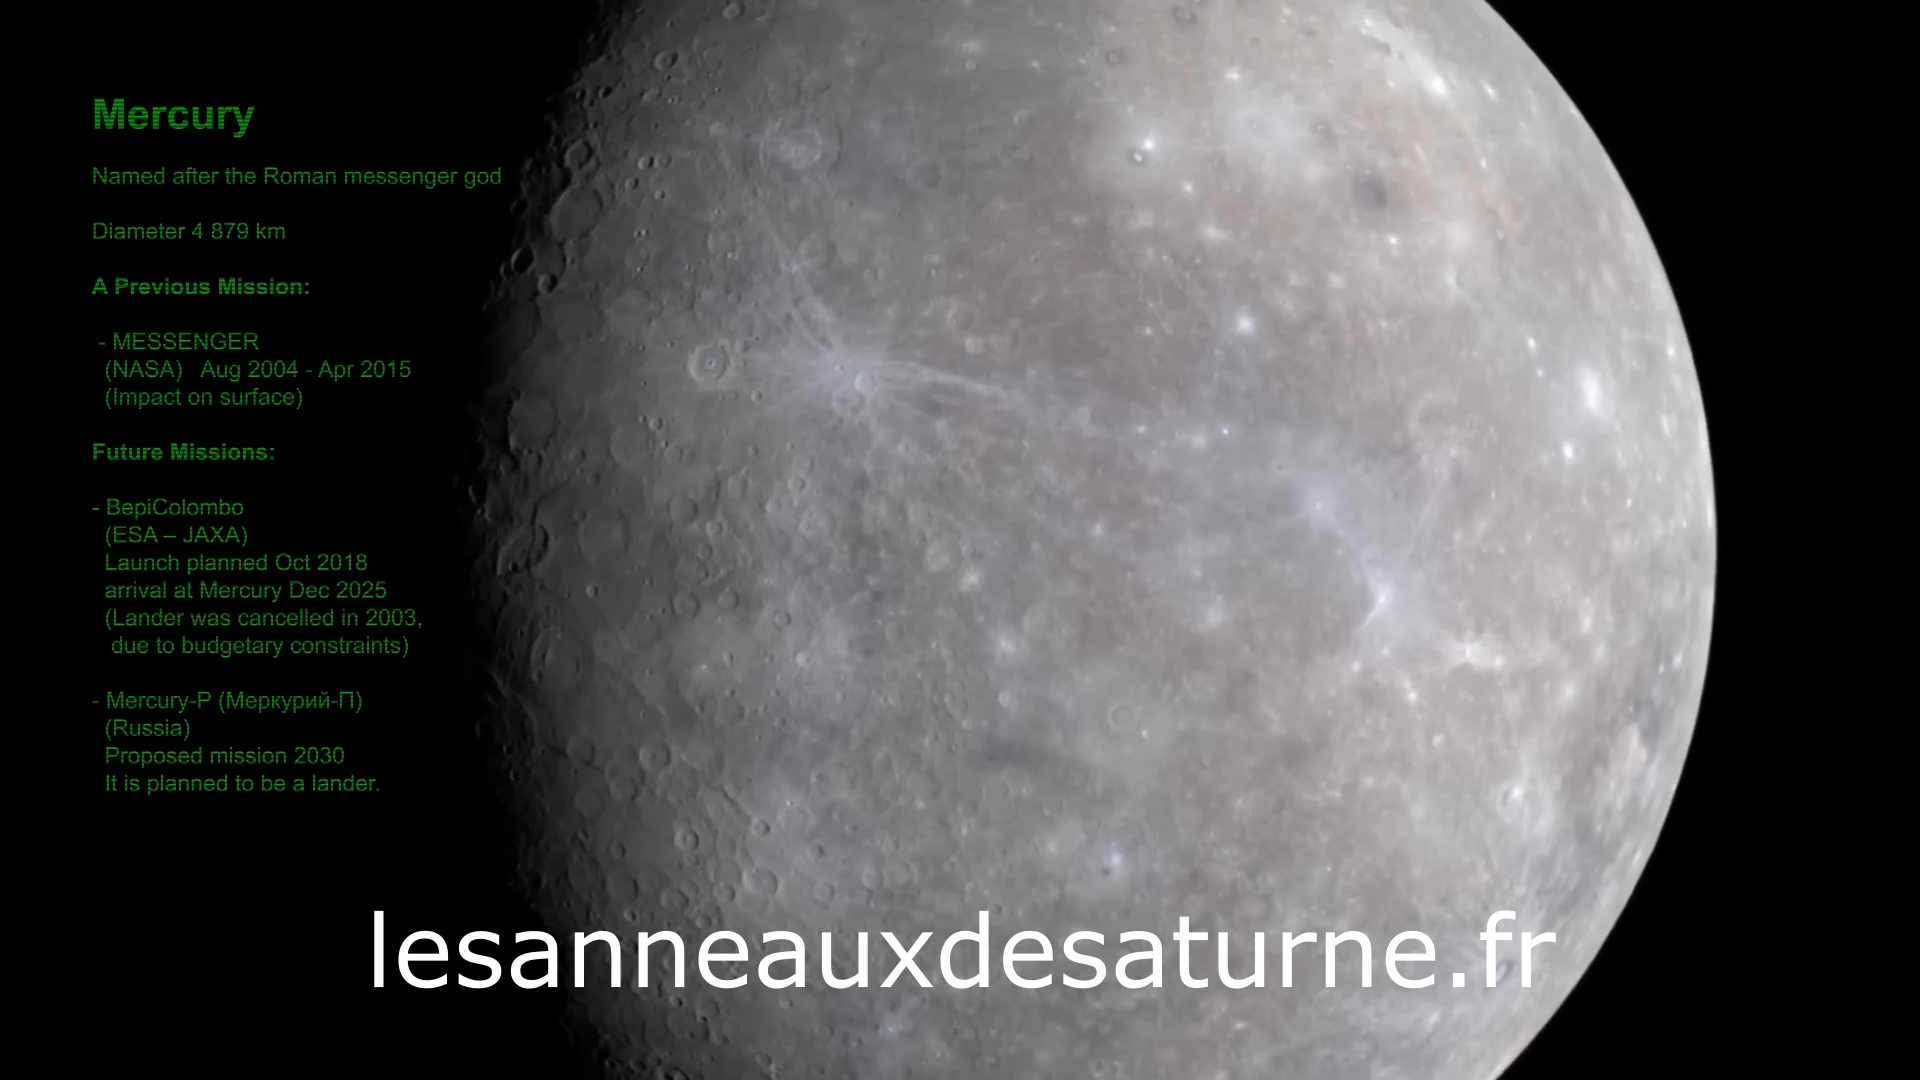 Mercury
Named after the Roman messenger god
Diameter 4 879 km
A Previous Mission:
- MESSENGER
(NASA) Aug 2004 - Apr 2015
(Impact on surface)
Future Missions:
- BepiColombo
(ESA – JAXA)
Launch planned Oct 2018
arrival at Mercury Dec 2025
(Lander was cancelled in 2003,
due to budgetary constraints)
- Mercury-P (Меркурий-П)
(Russia)
Proposed mission 2030
It is planned to be a lander.
lesanneauxdesaturne.fr